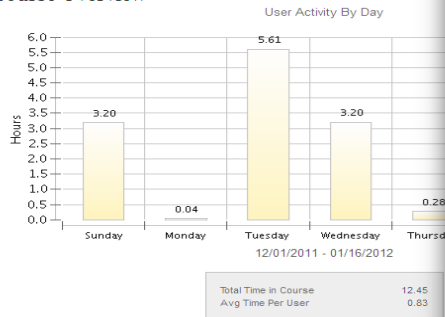 User Activity By Day
6.0
5.5
5.0
4.5
4.0
3.5
3.0
2.5
2.0
1.5
1.0
0.5
0.0
Hours
3.20
0.04
5.61
3.20
0.28
Sunday
Monday
Tuesday
Wednesday
Thursd
12/01/2011 - 01/16/2012
Total Time in Course 12.45
Avg Time Per User 0.83